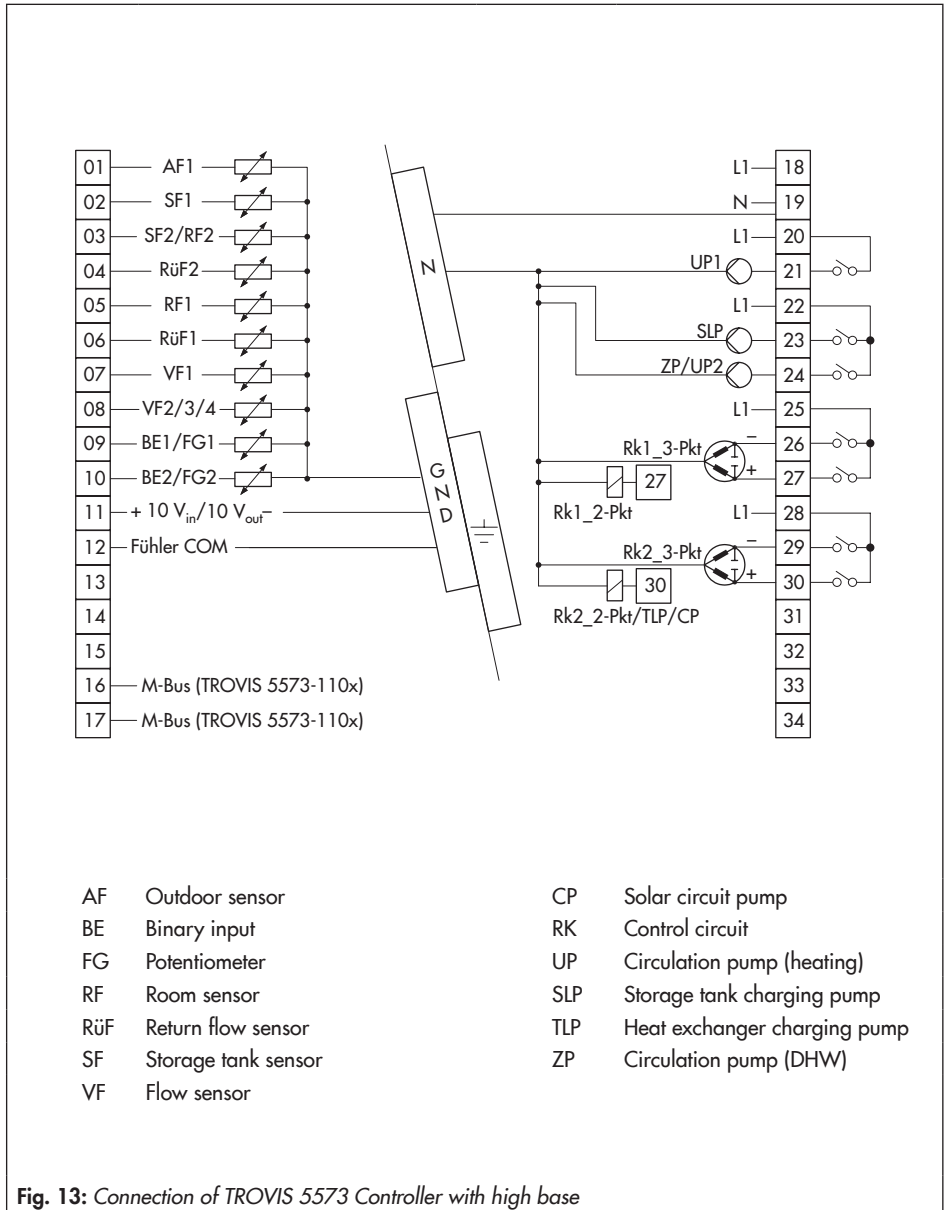 01 AF1
02 SF1
03 SF2/RF2
04 RüF2
05 RF1
06 RüF1
07 VF1
08 VF2/3/4
09 BE1/FG1
10 BE2/FG2
11 + 10 Vin/10 Vout−
12 Fühler COM
13
14
15
16 M-Bus (TROVIS 5573-110x)
17 M-Bus (TROVIS 5573-110x)
N
GND
L1 18
N 19
L1 20
UP1 21
L1 22
SLP 23
ZP/UP2 24
L1 25
Rk1_3-Pkt − 26
+ 27
27
Rk1_2-Pkt
L1 28
Rk2_3-Pkt − 29
+ 30
30
Rk2_2-Pkt/TLP/CP
31
32
33
34
AF Outdoor sensor
BE Binary input
FG Potentiometer
RF Room sensor
RüF Return flow sensor
SF Storage tank sensor
VF Flow sensor
CP Solar circuit pump
RK Control circuit
UP Circulation pump (heating)
SLP Storage tank charging pump
TLP Heat exchanger charging pump
ZP Circulation pump (DHW)
Fig. 13: Connection of TROVIS 5573 Controller with high base